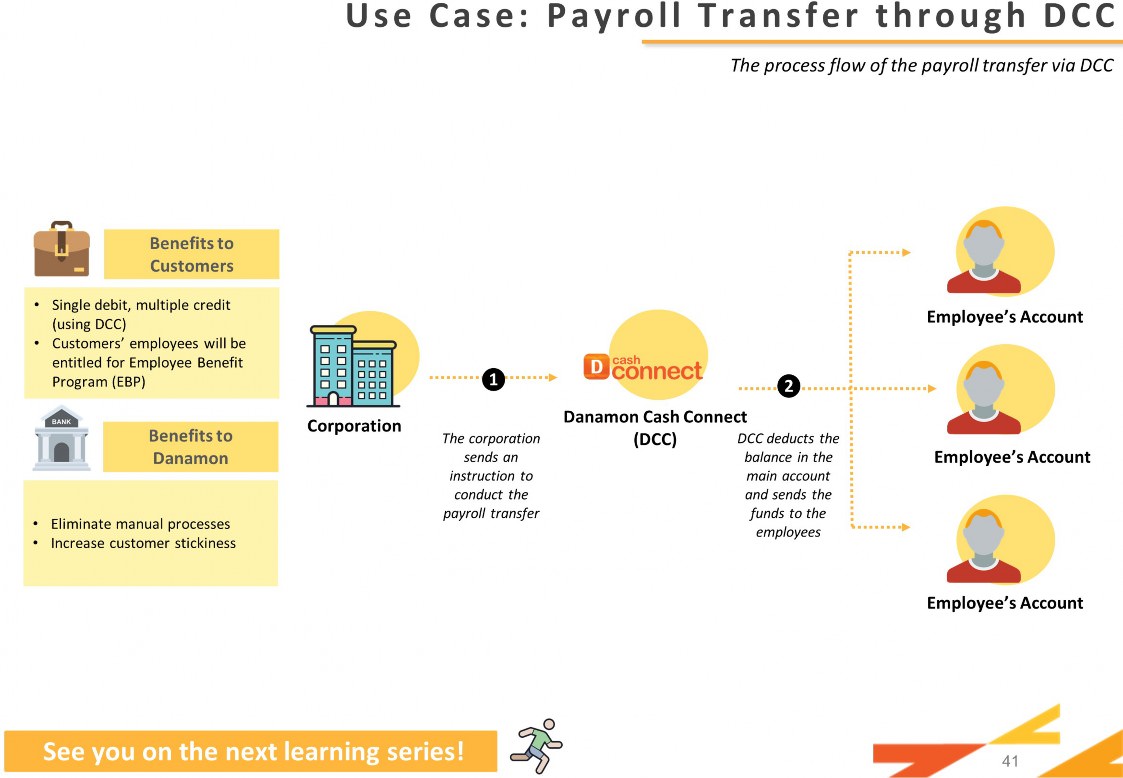 Use Case: Payroll Transfer through DCC
The process flow of the payroll transfer via DCC
Benefits to
Customers
• Single debit, multiple credit
(using DCC)
• Customers’ employees will be
entitled for Employee Benefit
Program (EBP)
BANK
Benefits to
Danamon
• Eliminate manual processes
• Increase customer stickiness
Corporation
1
The corporation
sends an
instruction to
conduct the
payroll transfer
D cash
connect
Danamon Cash Connect
(DCC)
2
DCC deducts the
balance in the
main account
and sends the
funds to the
employees
Employee’s Account
Employee’s Account
Employee’s Account
See you on the next learning series!
41